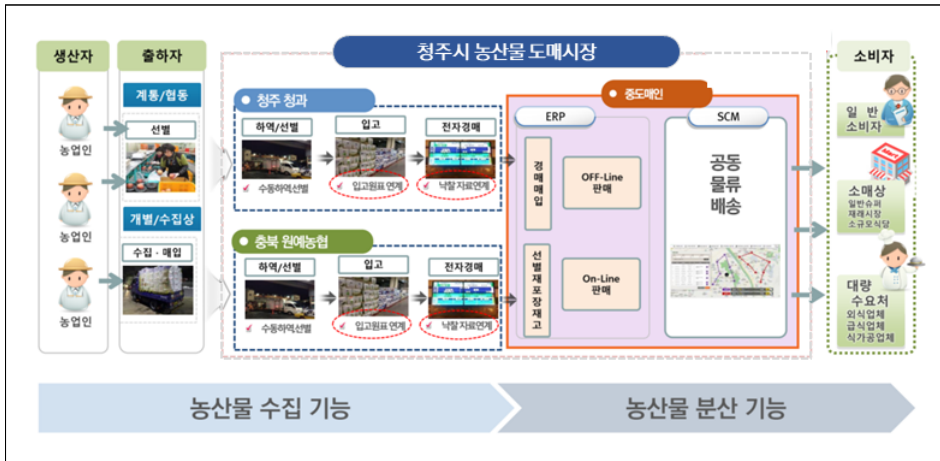 청주시 농산물 도매시장
생산자
농업인
농업인
농업인
출하자
계통/협동
선별
개별/수집상
수집 · 매입
청주 청과
하역/선별
입고
전자경매
수동하역,선별
입고원표 연계
낙찰 자료 연계
충북 원예농협
하역/선별
입고
전자경매
수동하역,선별
입고원표 연계
낙찰 자료 연계
중도매인
ERP
경매매입
OFF-Line
판매
선별재포장재고
On-Line
판매
SCM
공동
물류
배송
소비자
일 반
소비자
Mart
소매상
일반슈퍼
재래시장
소규모식당
대량
수요처
외식업체
급식업체
식가공업체
농산물 수집 기능
농산물 분산 기능